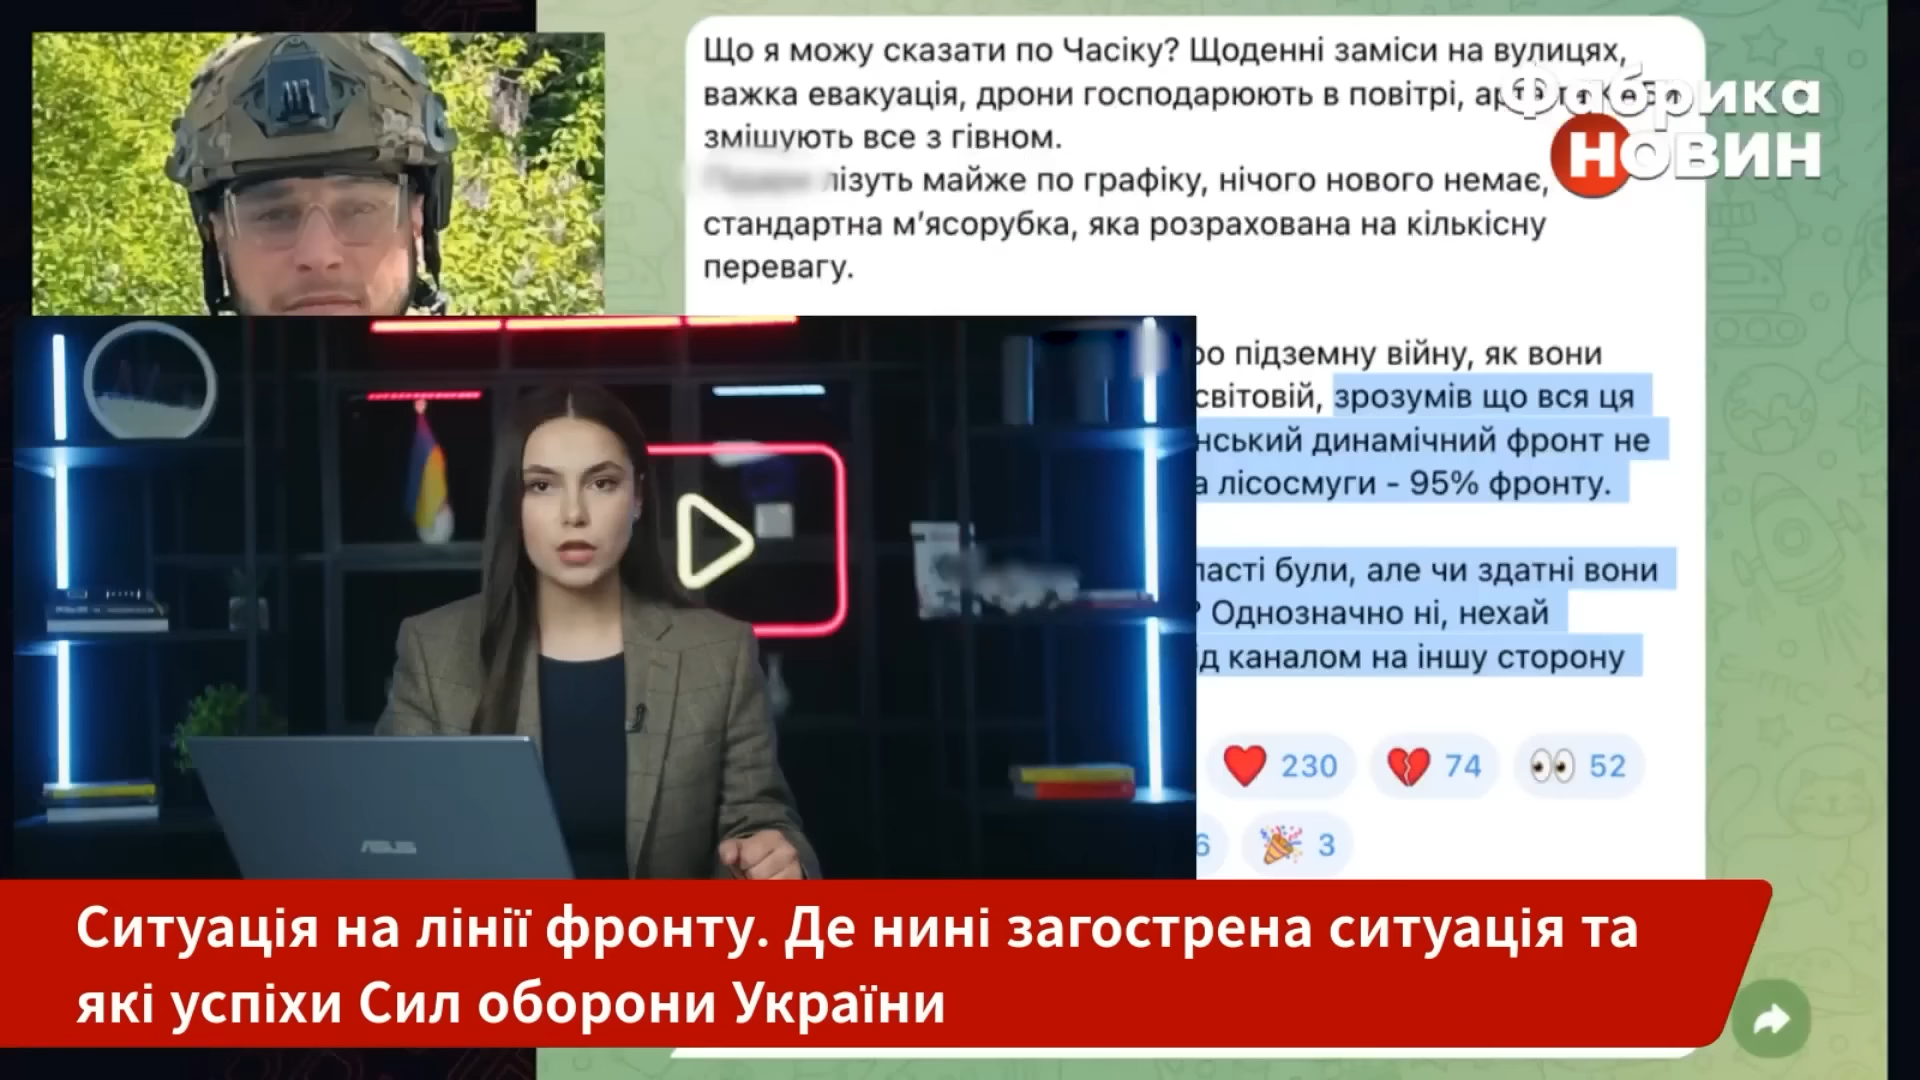 Що я можу сказати по Часіку? Щоденні заміси на вулицях,
важка евакуація, дрони господарюють в повітрі,
змішують все з гівном.
лізуть майже по графіку, нічого нового немає,
стандартна м’ясорубка, яка розрахована на кількісну
перевагу.
Фабрика
новин
підземну війну, як вони
світовій, зрозумів що вся ця
динамічний фронт не
лісосмуги - 95% фронту.
були, але чи здатні вони
? Однозначно ні, нехай
каналом на іншу сторону
230 74 52
6 3
ASUS
Ситуація на лінії фронту. Де нині загострена ситуація та
які успіхи Сил оборони України